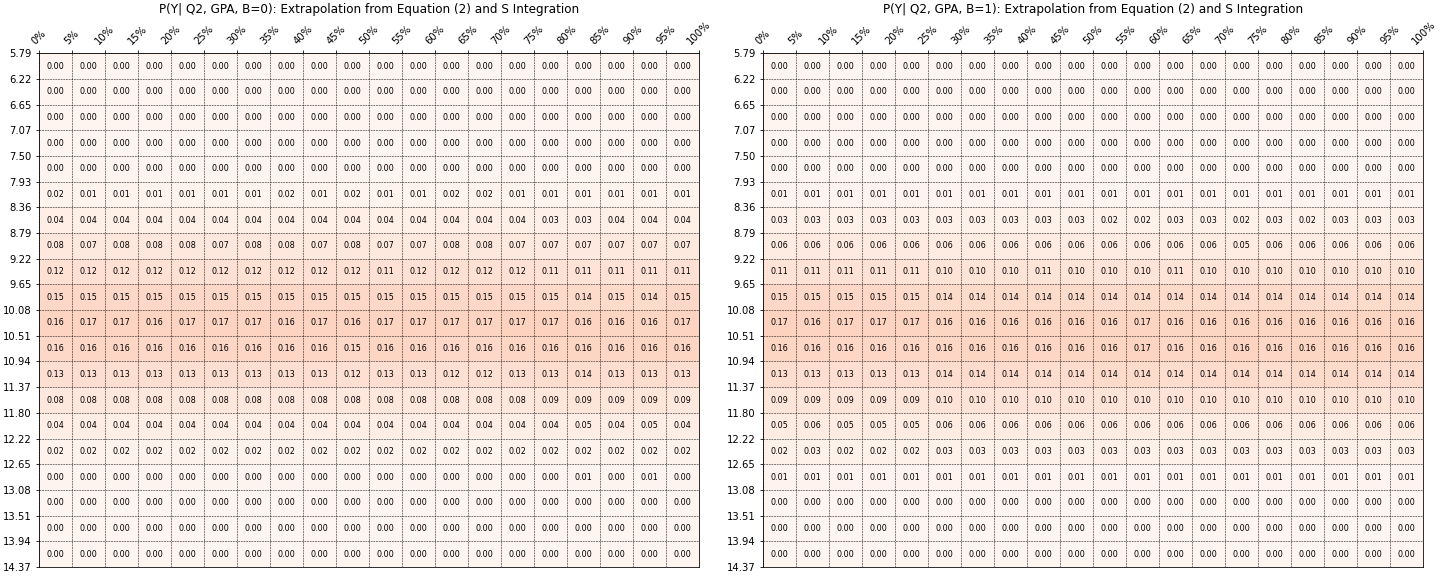 P(Y| Q2, GPA, B=0): Extrapolation from Equation (2) and S Integration
0% 5% 10% 15% 20% 25% 30% 35% 40% 45% 50% 55% 60% 65% 70% 75% 80% 85% 90% 95% 100%
5.79
0.00 0.00 0.00 0.00 0.00 0.00 0.00 0.00 0.00 0.00 0.00 0.00 0.00 0.00 0.00 0.00 0.00 0.00 0.00 0.00
6.22
0.00 0.00 0.00 0.00 0.00 0.00 0.00 0.00 0.00 0.00 0.00 0.00 0.00 0.00 0.00 0.00 0.00 0.00 0.00 0.00
6.65
0.00 0.00 0.00 0.00 0.00 0.00 0.00 0.00 0.00 0.00 0.00 0.00 0.00 0.00 0.00 0.00 0.00 0.00 0.00 0.00
7.07
0.00 0.00 0.00 0.00 0.00 0.00 0.00 0.00 0.00 0.00 0.00 0.00 0.00 0.00 0.00 0.00 0.00 0.00 0.00 0.00
7.50
0.00 0.00 0.00 0.00 0.00 0.00 0.00 0.00 0.00 0.00 0.00 0.00 0.00 0.00 0.00 0.00 0.00 0.00 0.00 0.00
7.93
0.02 0.01 0.01 0.01 0.01 0.01 0.01 0.02 0.01 0.02 0.01 0.01 0.02 0.02 0.01 0.01 0.01 0.01 0.01 0.01
8.36
0.04 0.04 0.04 0.04 0.04 0.04 0.04 0.04 0.04 0.04 0.04 0.04 0.04 0.04 0.04 0.03 0.03 0.04 0.04 0.04
8.79
0.08 0.07 0.08 0.08 0.08 0.07 0.08 0.08 0.07 0.08 0.07 0.07 0.08 0.08 0.07 0.07 0.07 0.07 0.07 0.07
9.22
0.12 0.12 0.12 0.12 0.12 0.12 0.12 0.12 0.12 0.12 0.11 0.12 0.12 0.12 0.12 0.11 0.11 0.11 0.11 0.11
9.65
0.15 0.15 0.15 0.15 0.15 0.15 0.15 0.15 0.15 0.15 0.15 0.15 0.15 0.15 0.15 0.15 0.14 0.15 0.14 0.15
10.08
0.16 0.17 0.17 0.16 0.17 0.17 0.17 0.16 0.17 0.16 0.17 0.17 0.17 0.17 0.17 0.17 0.16 0.16 0.16 0.17
10.51
0.16 0.16 0.16 0.16 0.16 0.16 0.16 0.16 0.16 0.15 0.16 0.16 0.16 0.16 0.16 0.16 0.16 0.16 0.16 0.16
10.94
0.13 0.13 0.13 0.13 0.13 0.13 0.13 0.13 0.13 0.12 0.13 0.13 0.12 0.12 0.13 0.13 0.14 0.13 0.13 0.13
11.37
0.08 0.08 0.08 0.08 0.08 0.08 0.08 0.08 0.08 0.08 0.08 0.08 0.08 0.08 0.08 0.09 0.09 0.09 0.09 0.09
11.80
0.04 0.04 0.04 0.04 0.04 0.04 0.04 0.04 0.04 0.04 0.04 0.04 0.04 0.04 0.04 0.04 0.05 0.04 0.05 0.04
12.22
0.02 0.02 0.02 0.02 0.02 0.02 0.02 0.02 0.02 0.02 0.02 0.02 0.02 0.02 0.02 0.02 0.02 0.02 0.02 0.02
12.65
0.00 0.00 0.00 0.00 0.00 0.00 0.00 0.00 0.00 0.00 0.00 0.00 0.00 0.00 0.00 0.00 0.01 0.00 0.01 0.00
13.08
0.00 0.00 0.00 0.00 0.00 0.00 0.00 0.00 0.00 0.00 0.00 0.00 0.00 0.00 0.00 0.00 0.00 0.00 0.00 0.00
13.51
0.00 0.00 0.00 0.00 0.00 0.00 0.00 0.00 0.00 0.00 0.00 0.00 0.00 0.00 0.00 0.00 0.00 0.00 0.00 0.00
13.94
0.00 0.00 0.00 0.00 0.00 0.00 0.00 0.00 0.00 0.00 0.00 0.00 0.00 0.00 0.00 0.00 0.00 0.00 0.00 0.00
14.37
P(Y| Q2, GPA, B=1): Extrapolation from Equation (2) and S Integration
0% 5% 10% 15% 20% 25% 30% 35% 40% 45% 50% 55% 60% 65% 70% 75% 80% 85% 90% 95% 100%
5.79
0.00 0.00 0.00 0.00 0.00 0.00 0.00 0.00 0.00 0.00 0.00 0.00 0.00 0.00 0.00 0.00 0.00 0.00 0.00 0.00
6.22
0.00 0.00 0.00 0.00 0.00 0.00 0.00 0.00 0.00 0.00 0.00 0.00 0.00 0.00 0.00 0.00 0.00 0.00 0.00 0.00
6.65
0.00 0.00 0.00 0.00 0.00 0.00 0.00 0.00 0.00 0.00 0.00 0.00 0.00 0.00 0.00 0.00 0.00 0.00 0.00 0.00
7.07
0.00 0.00 0.00 0.00 0.00 0.00 0.00 0.00 0.00 0.00 0.00 0.00 0.00 0.00 0.00 0.00 0.00 0.00 0.00 0.00
7.50
0.00 0.00 0.00 0.00 0.00 0.00 0.00 0.00 0.00 0.00 0.00 0.00 0.00 0.00 0.00 0.00 0.00 0.00 0.00 0.00
7.93
0.01 0.01 0.01 0.01 0.01 0.01 0.01 0.01 0.01 0.01 0.01 0.01 0.01 0.01 0.01 0.01 0.01 0.01 0.01 0.01
8.36
0.03 0.03 0.03 0.03 0.03 0.03 0.03 0.03 0.03 0.03 0.02 0.02 0.03 0.03 0.02 0.03 0.02 0.03 0.03 0.03
8.79
0.06 0.06 0.06 0.06 0.06 0.06 0.06 0.06 0.06 0.06 0.06 0.06 0.06 0.06 0.05 0.06 0.06 0.06 0.06 0.06
9.22
0.11 0.11 0.11 0.11 0.11 0.10 0.10 0.10 0.11 0.10 0.10 0.10 0.11 0.10 0.10 0.10 0.10 0.10 0.10 0.10
9.65
0.15 0.15 0.15 0.15 0.15 0.14 0.14 0.14 0.14 0.14 0.14 0.14 0.14 0.14 0.14 0.14 0.14 0.14 0.14 0.14
10.08
0.17 0.16 0.17 0.17 0.17 0.16 0.16 0.16 0.16 0.16 0.16 0.17 0.16 0.16 0.16 0.16 0.16 0.16 0.16 0.16
10.51
0.16 0.16 0.16 0.16 0.16 0.16 0.16 0.16 0.16 0.16 0.16 0.17 0.16 0.16 0.16 0.16 0.16 0.16 0.16 0.16
10.94
0.13 0.13 0.13 0.13 0.13 0.14 0.14 0.14 0.14 0.14 0.14 0.14 0.14 0.14 0.14 0.14 0.14 0.14 0.14 0.14
11.37
0.09 0.09 0.09 0.09 0.09 0.10 0.10 0.10 0.10 0.10 0.10 0.10 0.10 0.10 0.10 0.10 0.10 0.10 0.10 0.10
11.80
0.05 0.06 0.05 0.05 0.05 0.06 0.06 0.06 0.06 0.06 0.06 0.06 0.06 0.06 0.06 0.06 0.06 0.06 0.06 0.06
12.22
0.02 0.03 0.02 0.02 0.02 0.03 0.03 0.03 0.03 0.03 0.03 0.03 0.03 0.03 0.03 0.03 0.03 0.03 0.03 0.03
12.65
0.01 0.01 0.01 0.01 0.01 0.01 0.01 0.01 0.01 0.01 0.01 0.01 0.01 0.01 0.01 0.01 0.01 0.01 0.01 0.01
13.08
0.00 0.00 0.00 0.00 0.00 0.00 0.00 0.00 0.00 0.00 0.00 0.00 0.00 0.00 0.00 0.00 0.00 0.00 0.00 0.00
13.51
0.00 0.00 0.00 0.00 0.00 0.00 0.00 0.00 0.00 0.00 0.00 0.00 0.00 0.00 0.00 0.00 0.00 0.00 0.00 0.00
13.94
0.00 0.00 0.00 0.00 0.00 0.00 0.00 0.00 0.00 0.00 0.00 0.00 0.00 0.00 0.00 0.00 0.00 0.00 0.00 0.00
14.37